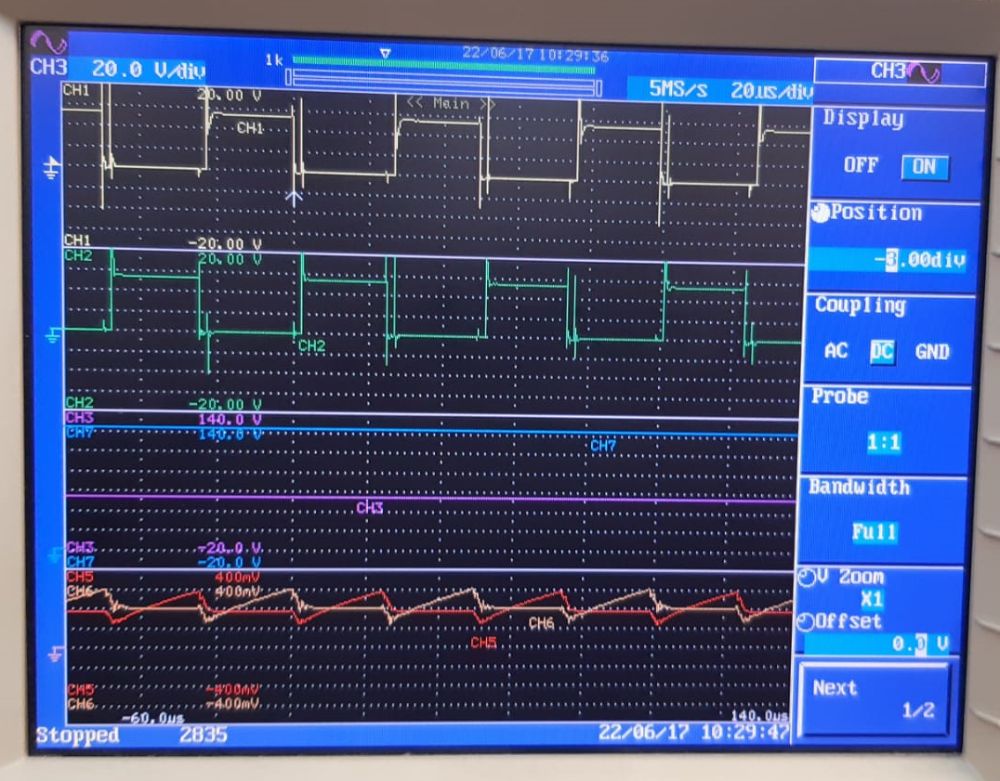 22/06/17 10:29:36
CH3 20.0 V/div
1k
5MS/s 20us/div
CH3
CH1 20.00 V
<< Main >>
CH1
Display
OFF ON
Position
-3.00div
CH1 -20.00 V
CH2 20.00 V
Coupling
AC DC GND
CH2
Probe
1:1
CH2 -20.00 V
CH3 140.0 V
CH7 140.0 V
CH7
Bandwidth
Full
CH3
CH3 -20.0 V
CH7 -20.0 V
CH5 400mV
CH6 400mV
V Zoom
X1
Offset
0.0 V
CH6
CH5
CH5 -400mV
CH6 -400mV
Next
1/2
-60.0us 140.0us
Stopped 2835 22/06/17 10:29:47